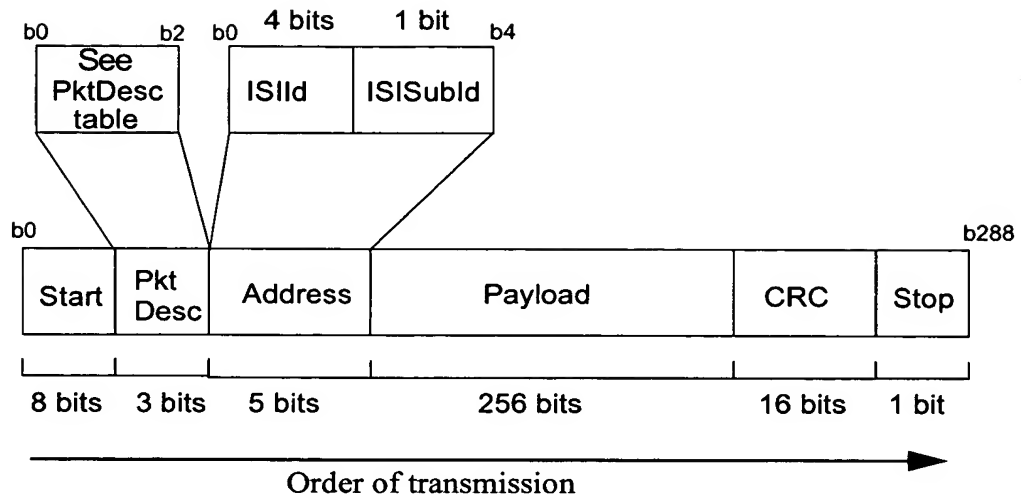 4 bits 1 bit
b0 b2 b0 b4
See
PktDesc
table
ISIId ISISubId
b0 b288
Start Pkt
Desc Address Payload CRC Stop
8 bits 3 bits 5 bits 256 bits 16 bits 1 bit
Order of transmission